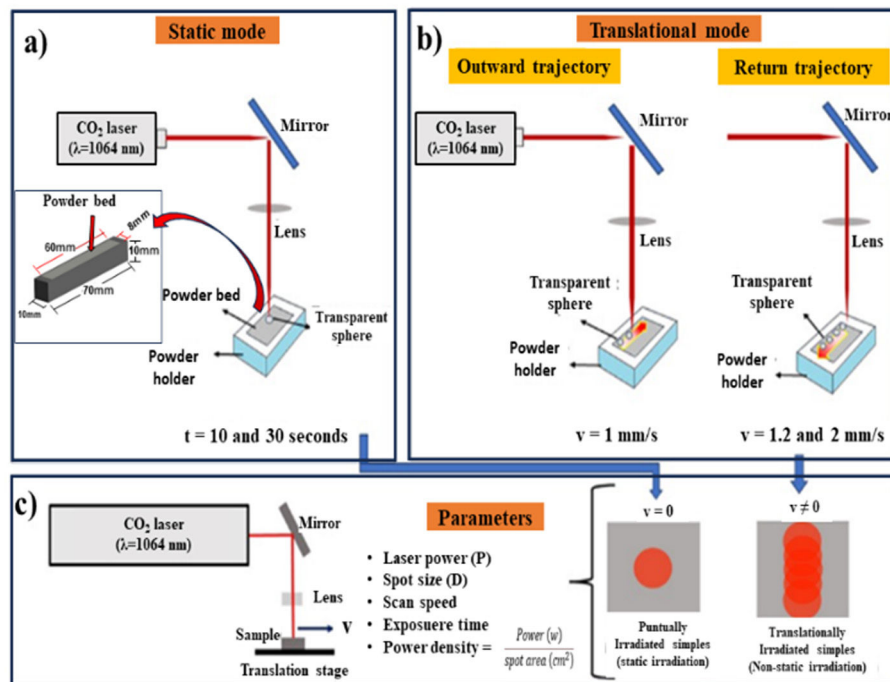 a)
Static mode
CO₂ laser
(λ=1064 nm)
Mirror
Lens
Powder bed
8mm
60mm
10mm
70mm
10mm
Powder bed
Transparent
sphere
Powder
holder
t = 10 and 30 seconds
b)
Translational mode
Outward trajectory
Return trajectory
CO₂ laser
(λ=1064 nm)
Mirror
Lens
Transparent
sphere
Powder
holder
v = 1 mm/s
Mirror
Lens
Transparent
sphere
Powder
holder
v = 1.2 and 2 mm/s
c)
CO₂ laser
(λ=1064 nm)
Mirror
Lens
Sample
V
Translation stage
Parameters
• Laser power (P)
• Spot size (D)
• Scan speed
• Exposuere time
• Power density = Power (w) / spot area (cm²)
v = 0
Puntually
Irradiated simples
(static irradiation)
v ≠ 0
Translationally
Irradiated simples
(Non-static irradiation)